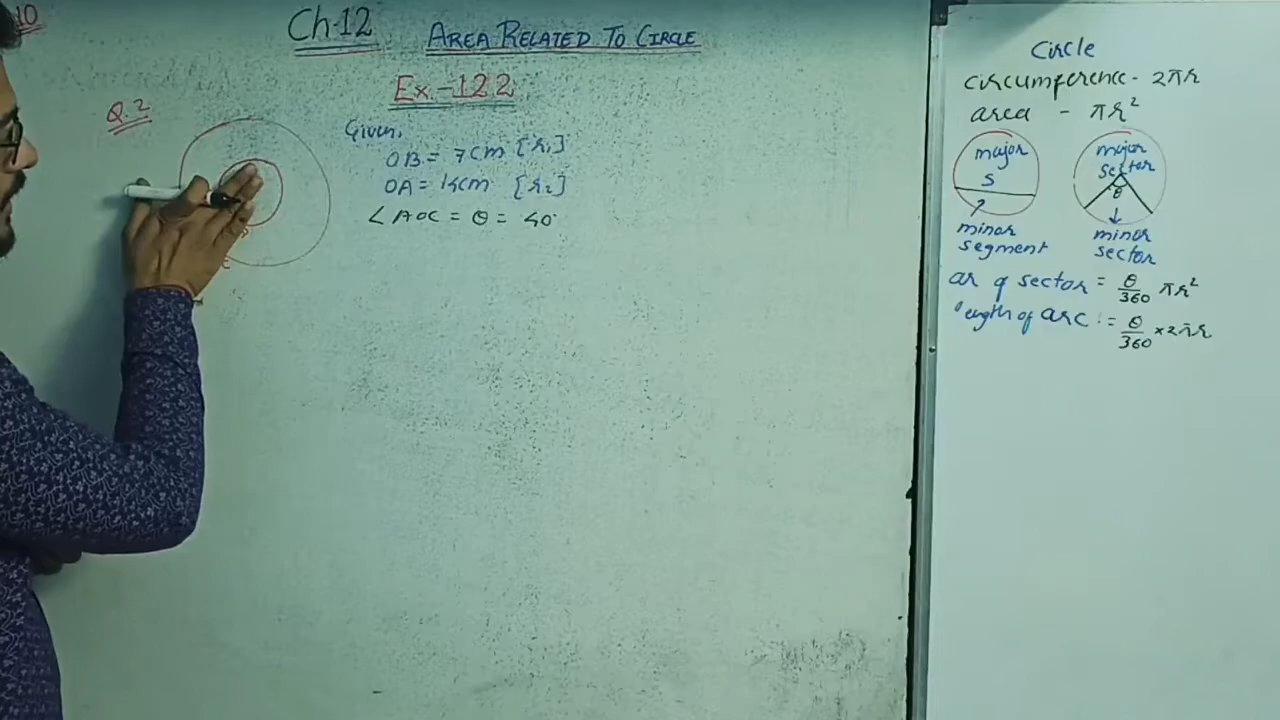 10
Ch-12
AREA RELATED TO CIRCLE
Ex.-12.2
Q.2
Given,
OB = 7cm [r₁]
OA = 14cm [r₂]
∠AOC = θ = 40°
C
Circle
circumference - 2πr
area - πr²
major
S
minor
segment
major
sector
θ
minor
sector
ar of sector = θ/360 πr²
length of arc := θ/360 × 2πr